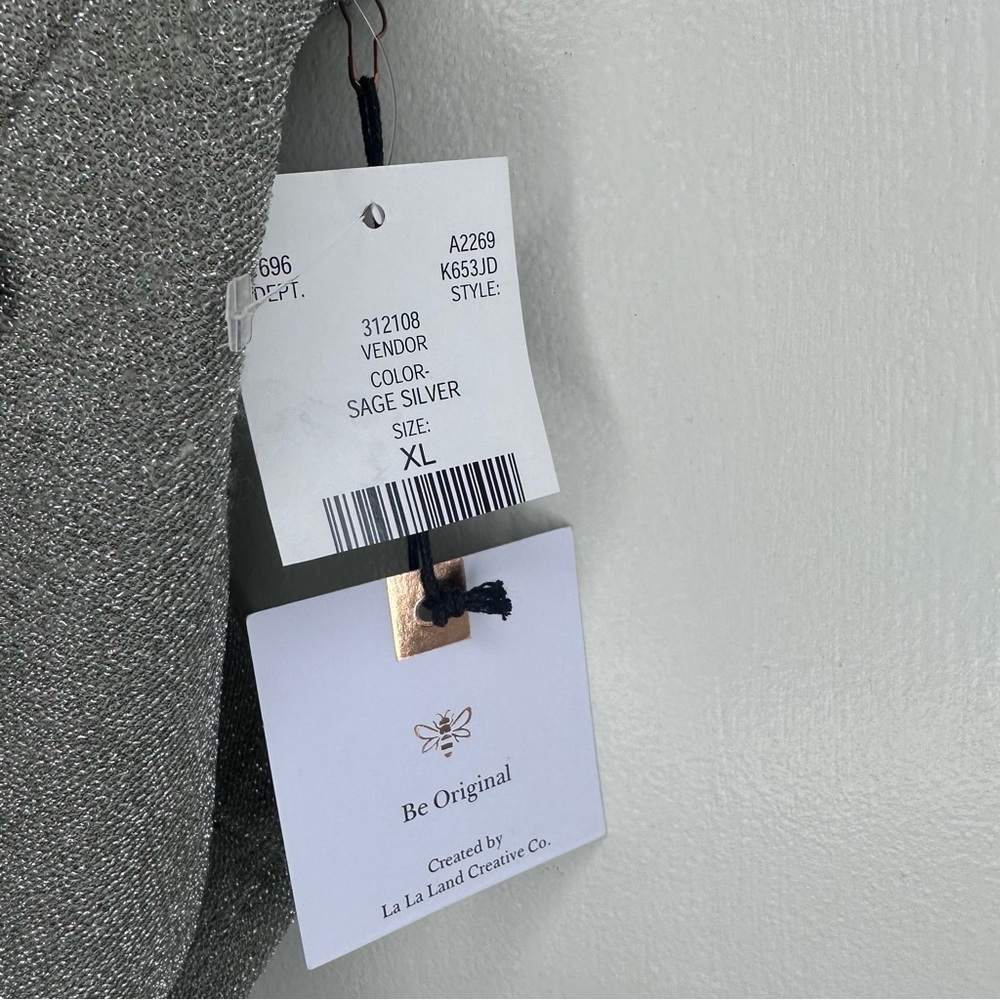 696
A2269
DEPT.
K653JD
STYLE:
312108
VENDOR
COLOR-
SAGE SILVER
SIZE:
XL
Be Original
Created by
La La Land Creative Co.